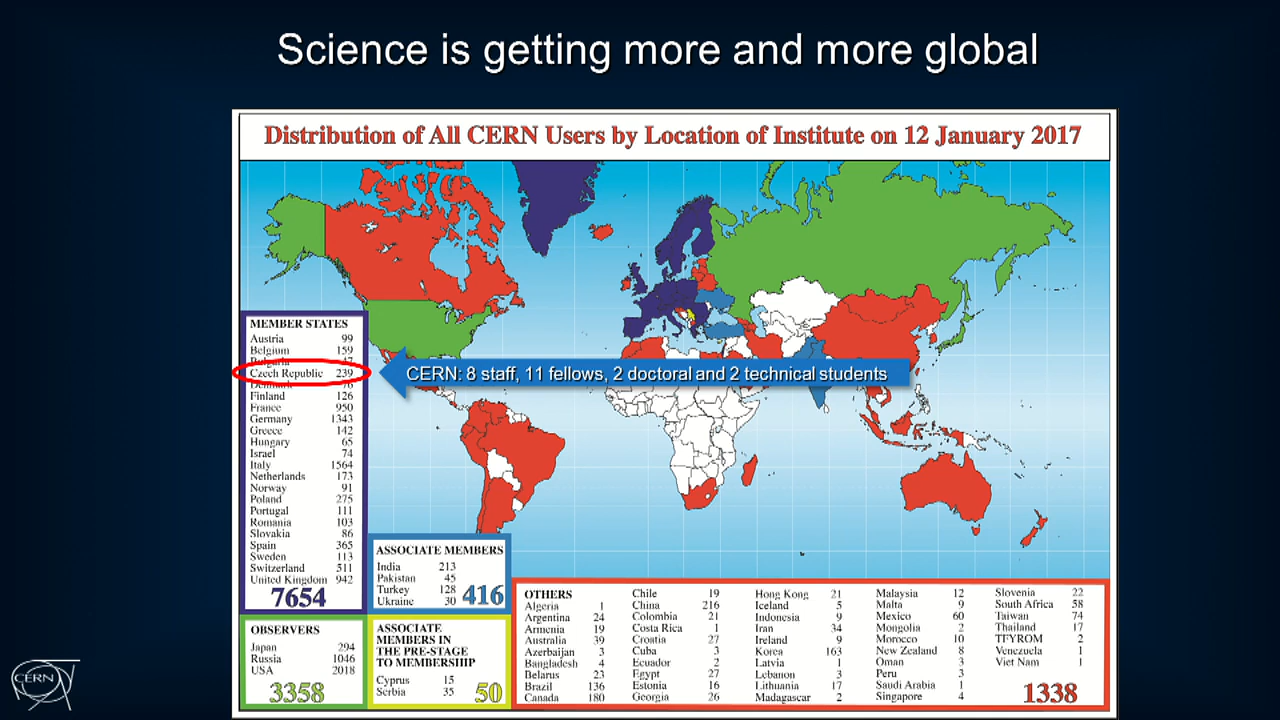 Science is getting more and more global
Distribution of All CERN Users by Location of Institute on 12 January 2017
MEMBER STATES
Austria 99
Belgium 159
Bulgaria 47
Czech Republic 239
Denmark
Finland 126
France 950
Germany 1343
Greece 142
Hungary 65
Israel 74
Italy 1564
Netherlands 173
Norway 91
Poland 275
Portugal 111
Romania 103
Slovakia 86
Spain 365
Sweden 113
Switzerland
United Kingdom 942
7654
CERN: 8 staff, 11 fellows, 2 doctoral and 2 technical students
ASSOCIATE MEMBERS
India 213
Pakistan 45
Turkey 128
Ukraine 30
416
OBSERVERS
Japan 294
Russia 1046
USA 2018
3358
ASSOCIATE
MEMBERS IN
THE PRE-STAGE
TO MEMBERSHIP
Cyprus 15
Serbia 35
50
OTHERS
Algeria 1
Argentina 24
Armenia 19
Australia 39
Azerbaijan 3
Bangladesh 4
Belarus 23
Brazil 136
Canada 180
Chile 19
China 216
Colombia 21
Costa Rica 1
Croatia 27
Cuba 3
Ecuador 2
Egypt 27
Estonia 16
Georgia 26
Hong Kong 21
Iceland 5
Indonesia 9
Iran 34
Ireland 9
Korea 163
Latvia 1
Lebanon 3
Lithuania 17
Madagascar 2
Malaysia 12
Malta 9
Mexico 60
Mongolia 2
Morocco 10
New Zealand 8
Oman 3
Peru 3
Saudi Arabia 1
Singapore 4
Slovenia 22
South Africa 58
Taiwan 74
Thailand 17
TFYROM 2
Venezuela 1
Viet Nam 1
1338
CERN